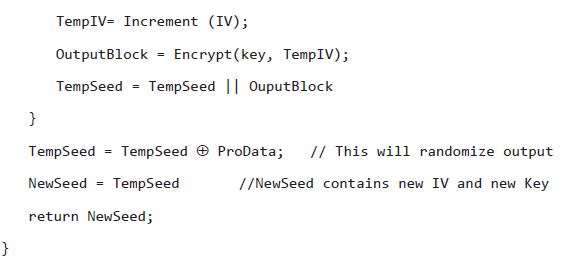 TempIV= Increment (IV);
OutputBlock = Encrypt(key, TempIV);
TempSeed = TempSeed || OuputBlock
}
TempSeed = TempSeed ⊕ ProData; // This will randomize output
NewSeed = TempSeed //NewSeed contains new IV and new Key
return NewSeed;
}